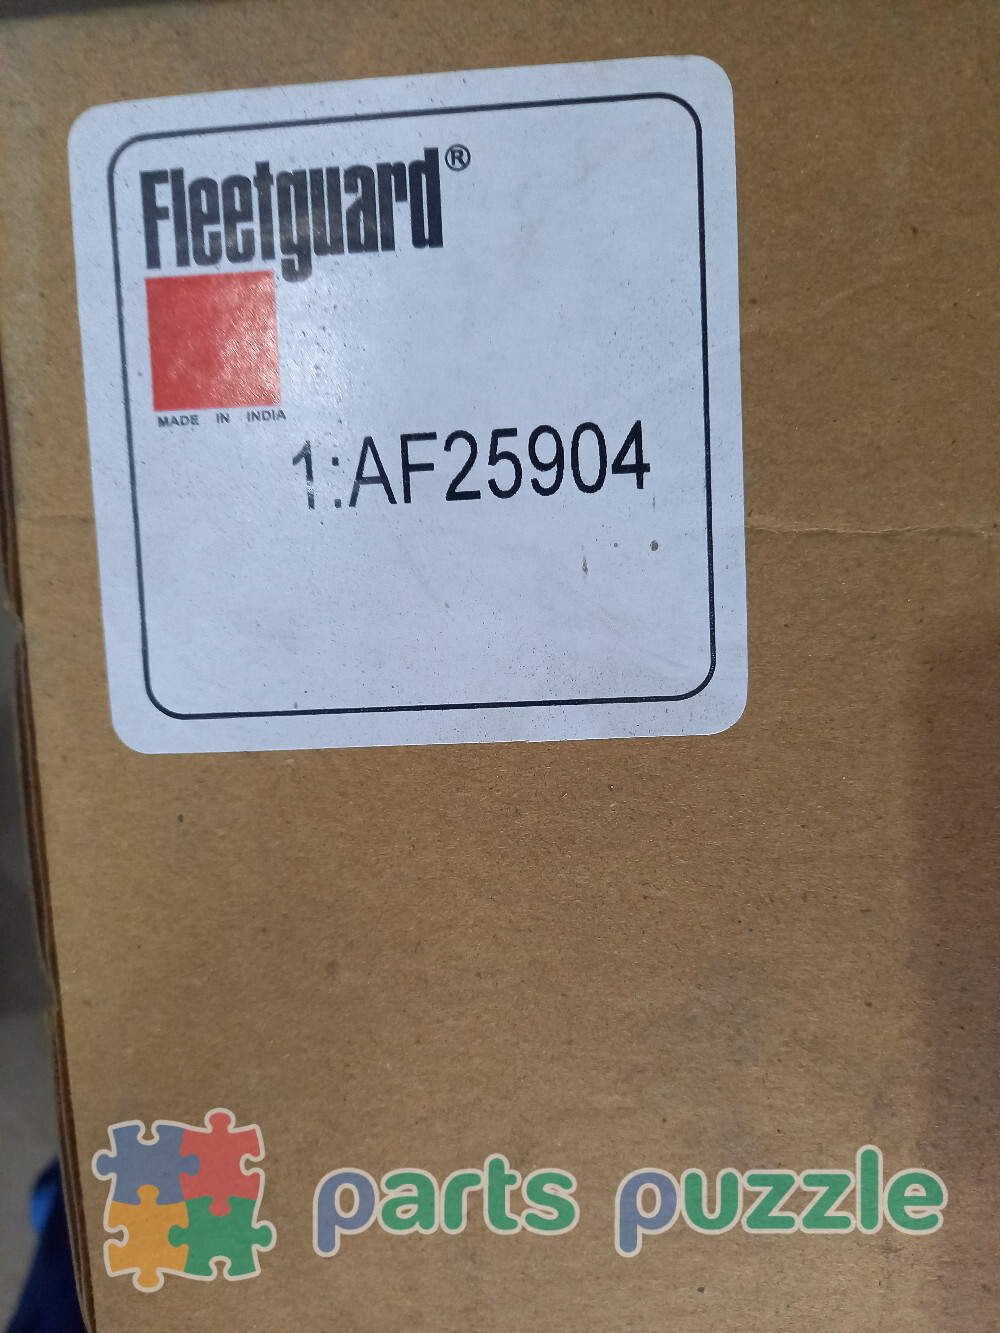 Fleetguard®
MADE IN INDIA
1:AF25904
parts puzzle